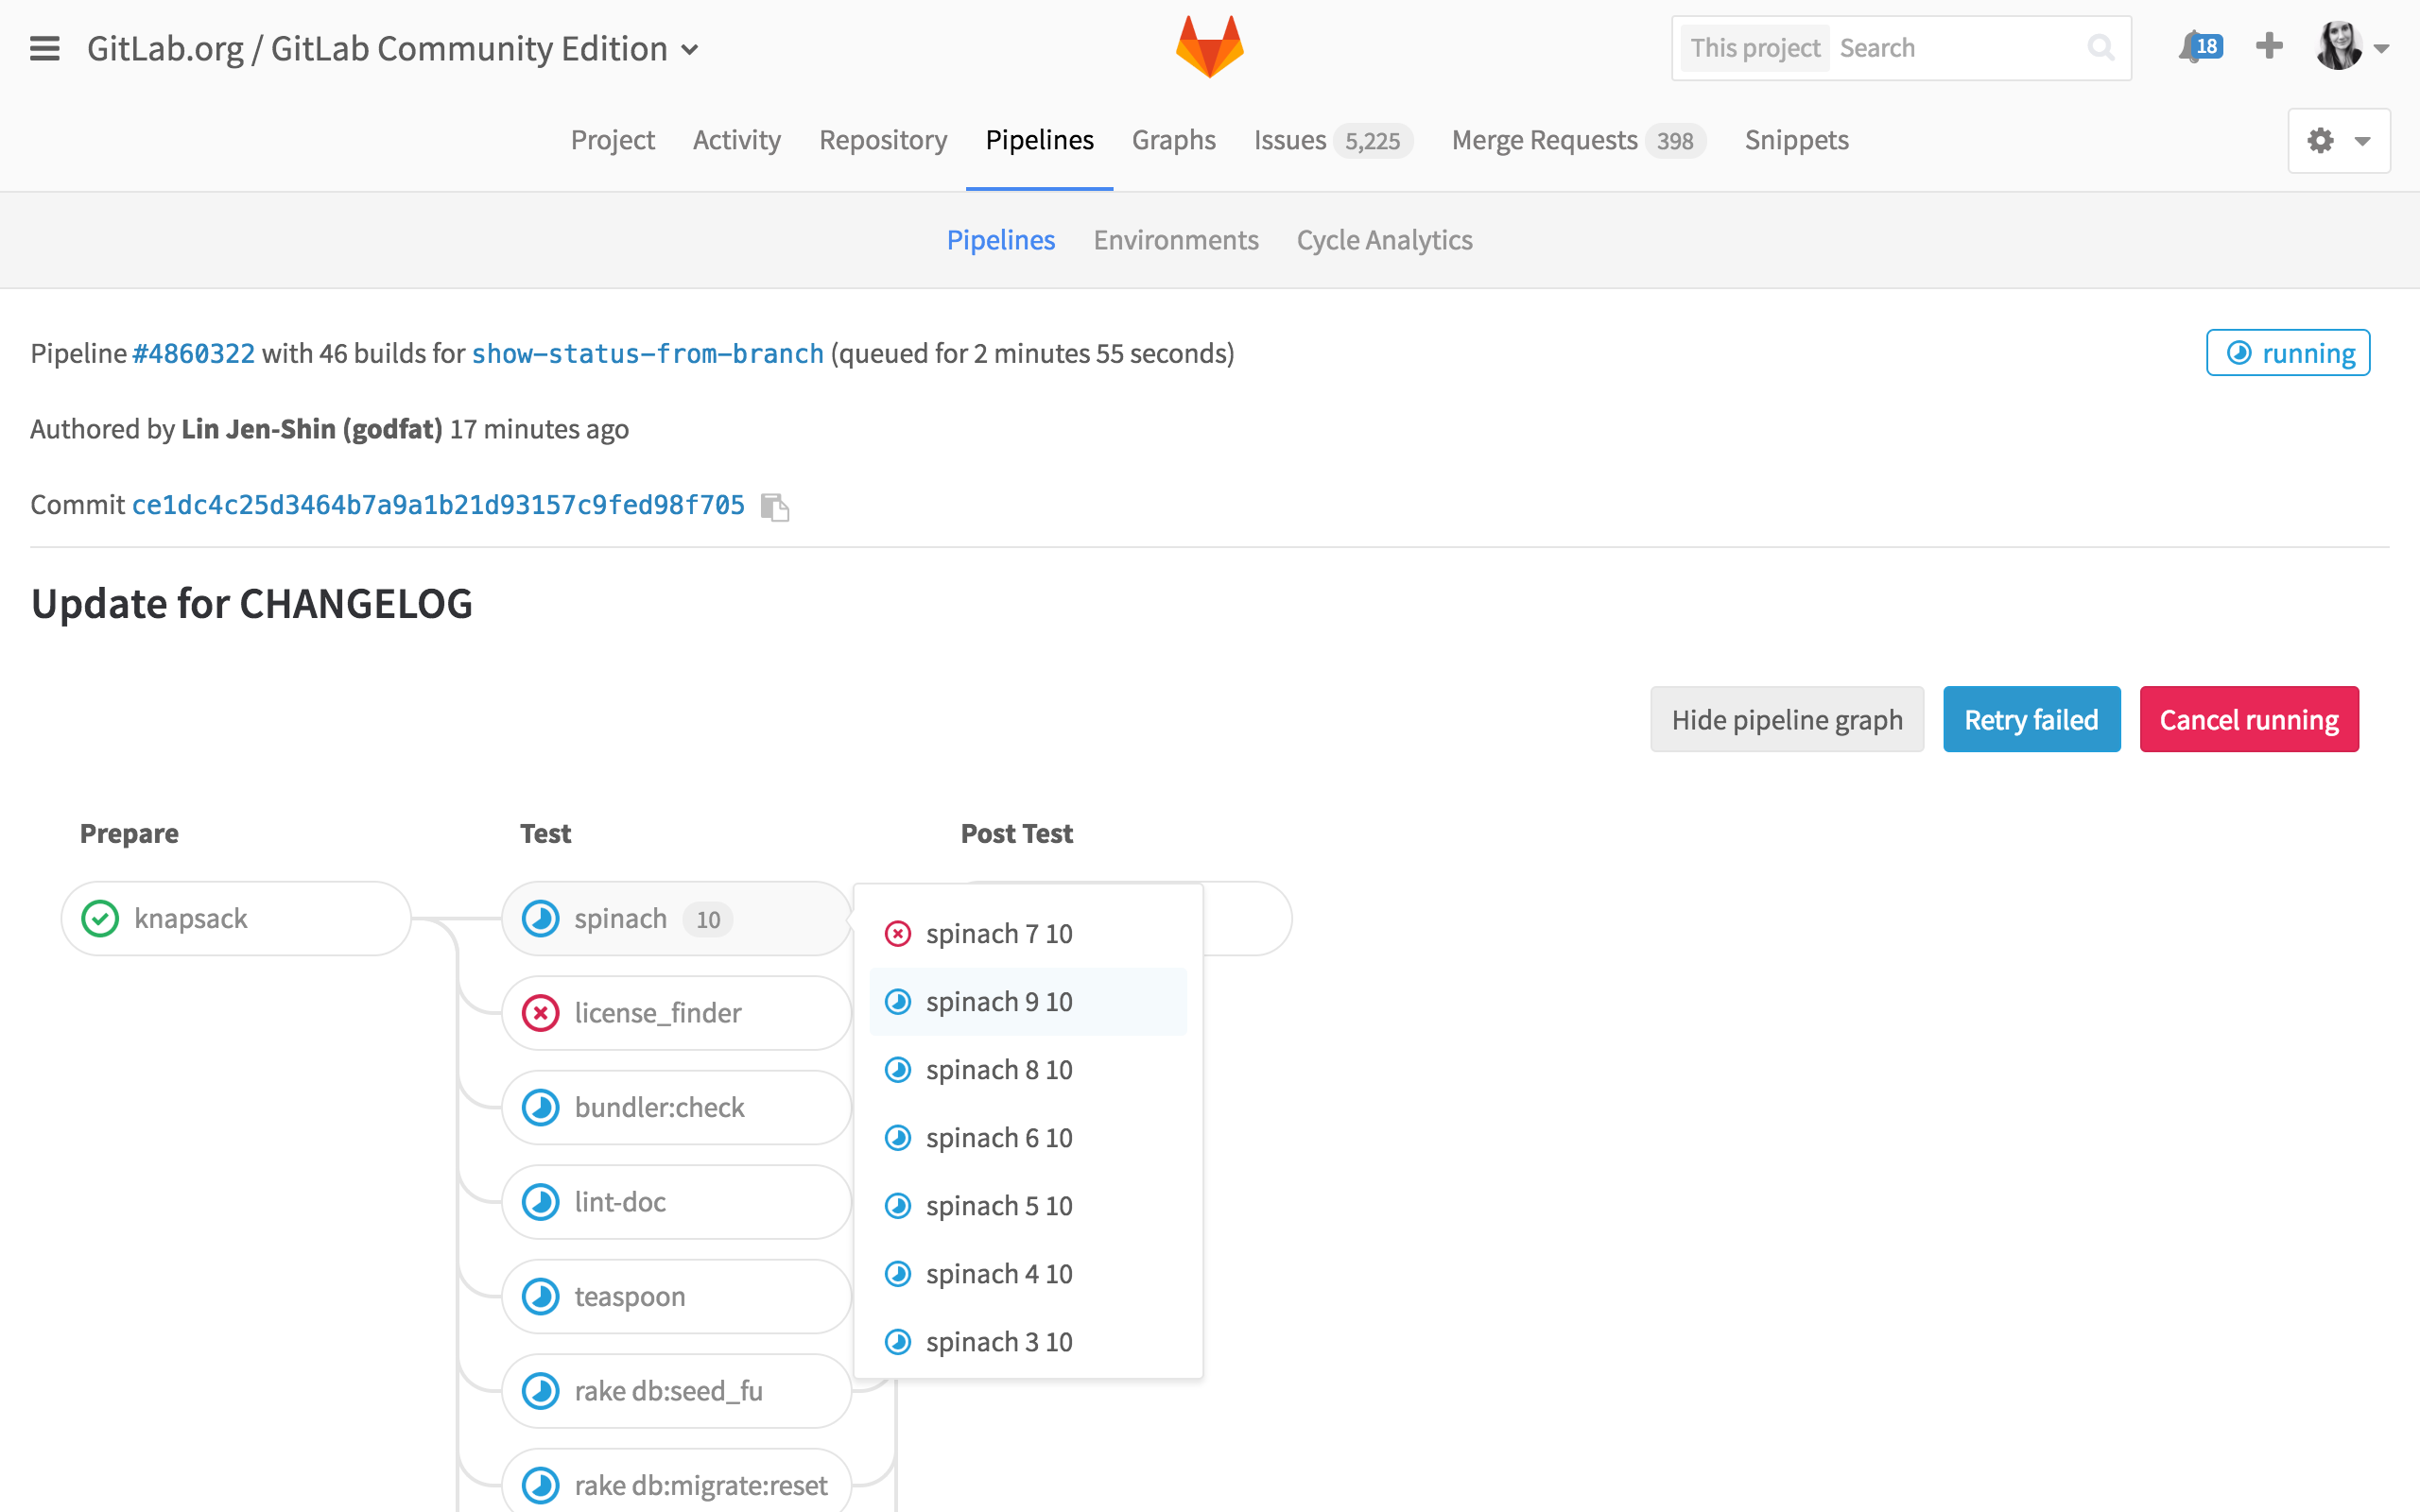 GitLab.org / GitLab Community Edition
This project Search
18
Project Activity Repository Pipelines Graphs Issues 5,225 Merge Requests 398 Snippets
Pipelines Environments Cycle Analytics
Pipeline #4860322 with 46 builds for show-status-from-branch (queued for 2 minutes 55 seconds)
running
Authored by Lin Jen-Shin (godfat) 17 minutes ago
Commit ce1dc4c25d3464b7a9a1b21d93157c9fed98f705
Update for CHANGELOG
Hide pipeline graph Retry failed Cancel running
Prepare Test Post Test
knapsack
spinach 10
license_finder
bundler:check
lint-doc
teaspoon
rake db:seed_fu
rake db:migrate:reset
spinach 7 10
spinach 9 10
spinach 8 10
spinach 6 10
spinach 5 10
spinach 4 10
spinach 3 10